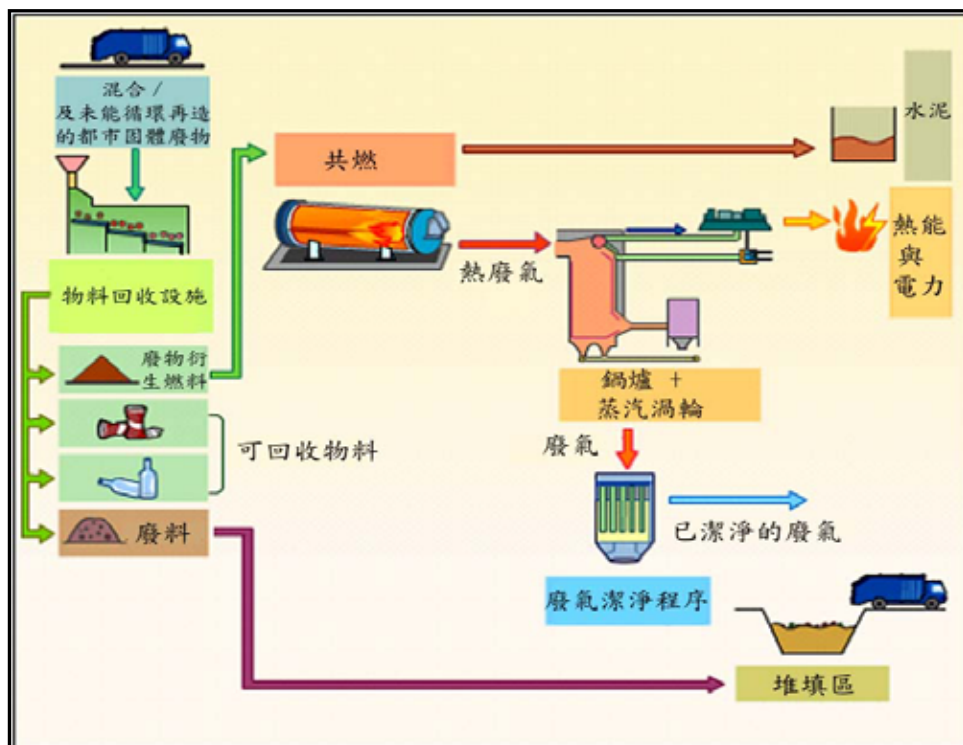 混合 /
及未能循環再造
的都市固體廢物
物料回收設施
廢物衍
生燃料
可回收物料
廢料
共燃
熱廢氣
鍋爐 +
蒸汽渦輪
廢氣
已潔淨的廢氣
廢氣潔淨程序
水泥
熱能
與
電力
堆填區